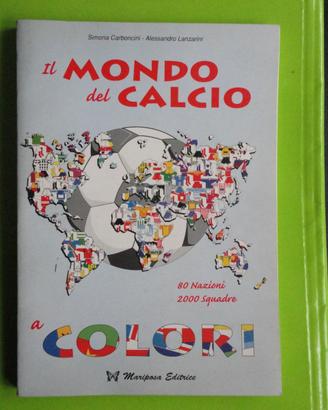 Simona Carboncini - Alessandro Lanzarini
Il MONDO
del CALCIO
80 Nazioni
2000 Squadre
a COLORI
Mariposa Editrice